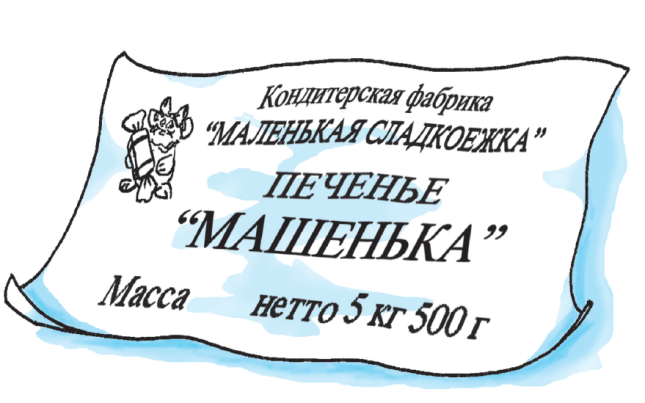 Кондитерская фабрика
“МАЛЕНЬКАЯ СЛАДКОЕЖКА”
ПЕЧЕНЬЕ
“МАШЕНЬКА”
Масса нетто 5 кг 500 г